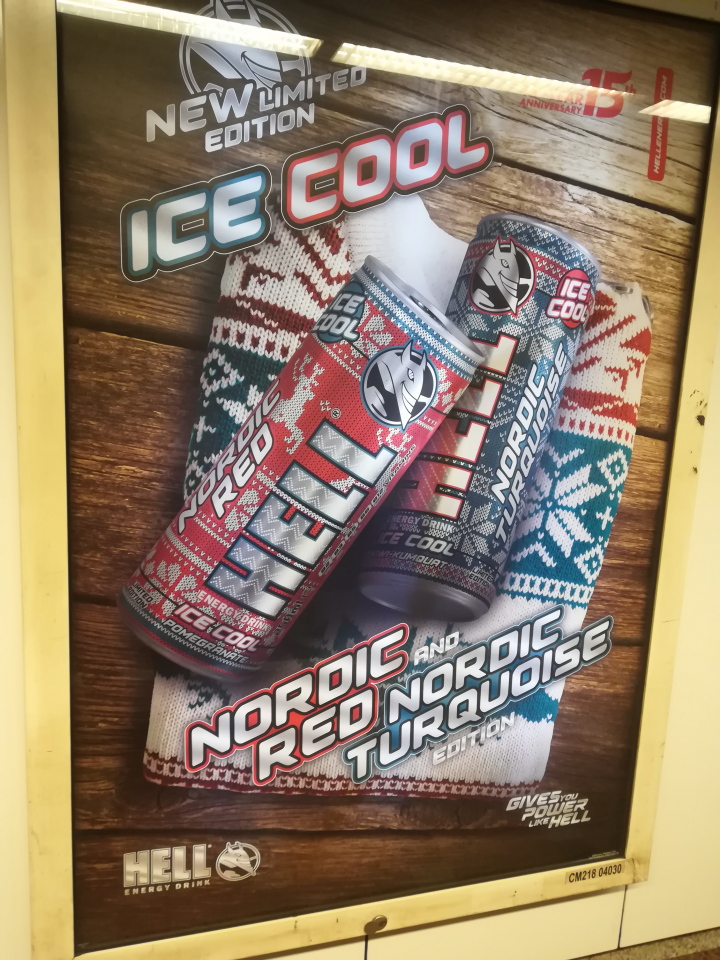 NEW LIMITED
EDITION
15th
ANNIVERSARY
ICE COOL
ICE
COOL
NORDIC
RED
HELL
ENERGY DRINK
ICE COOL
POMEGRANATE
ICE
COOL
HELL
NORDIC
TURQUOISE
ENERGY DRINK
ICE COOL
NORDIC AND NORDIC
RED TURQUOISE
EDITION
GIVES YOU
POWER
LIKE HELL
HELL
ENERGY DRINK
CM218 04030